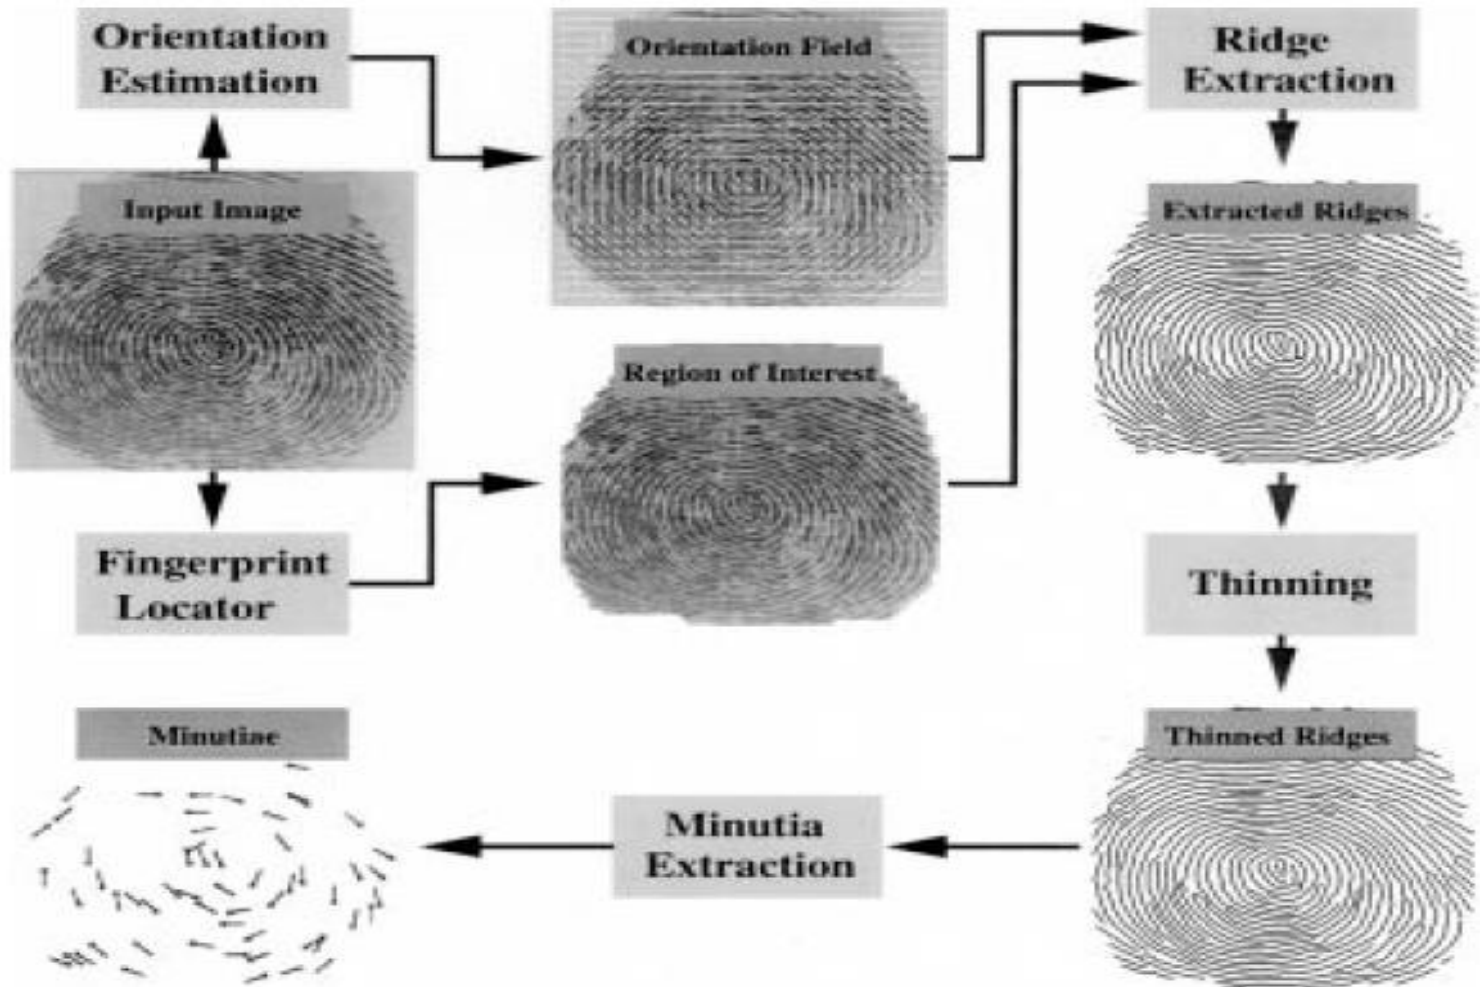 Orientation
Estimation
Orientation Field
Ridge
Extraction
Input Image
Extracted Ridges
Region of Interest
Fingerprint
Locator
Thinning
Minutiae
Thinned Ridges
Minutia
Extraction